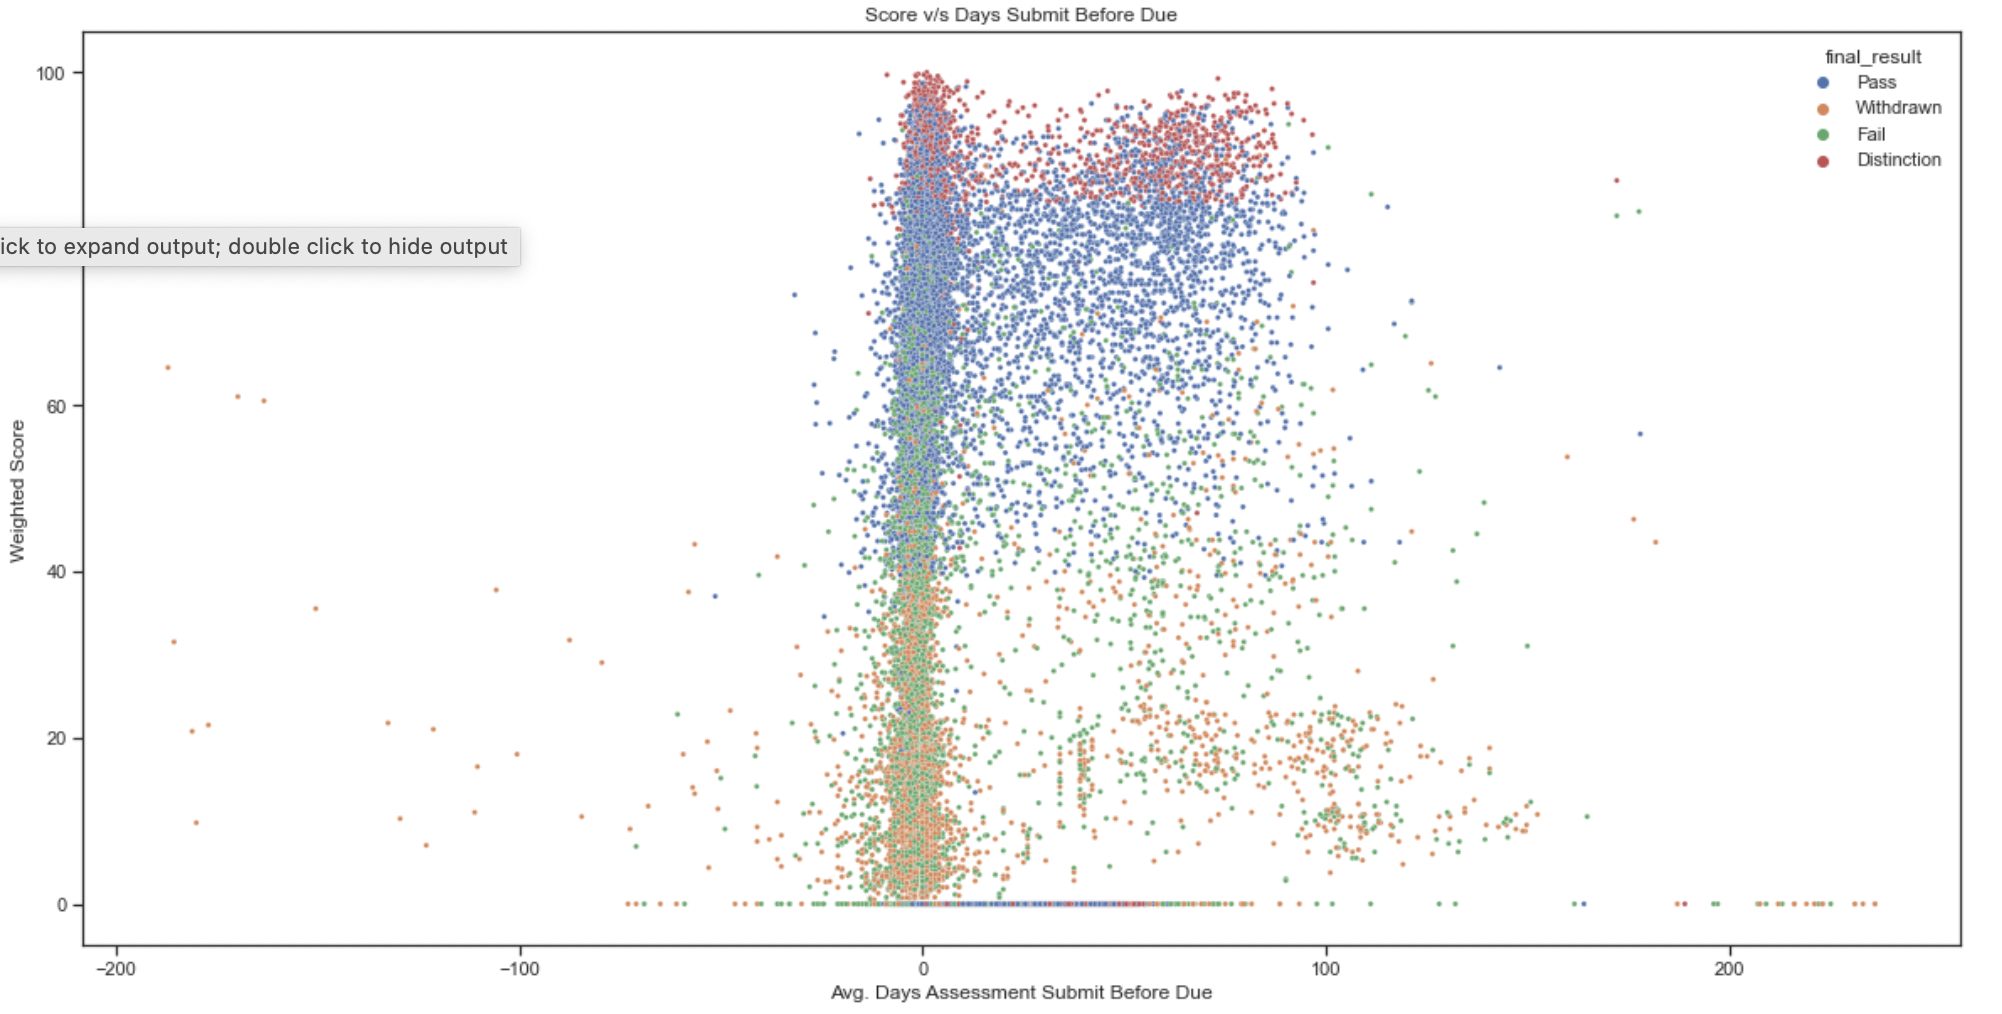 Score v/s Days Submit Before Due
final_result
Pass
Withdrawn
Fail
Distinction
100
ick to expand output; double click to hide output
60
40
20
0
Weighted Score
−200
−100
0
100
200
Avg. Days Assessment Submit Before Due